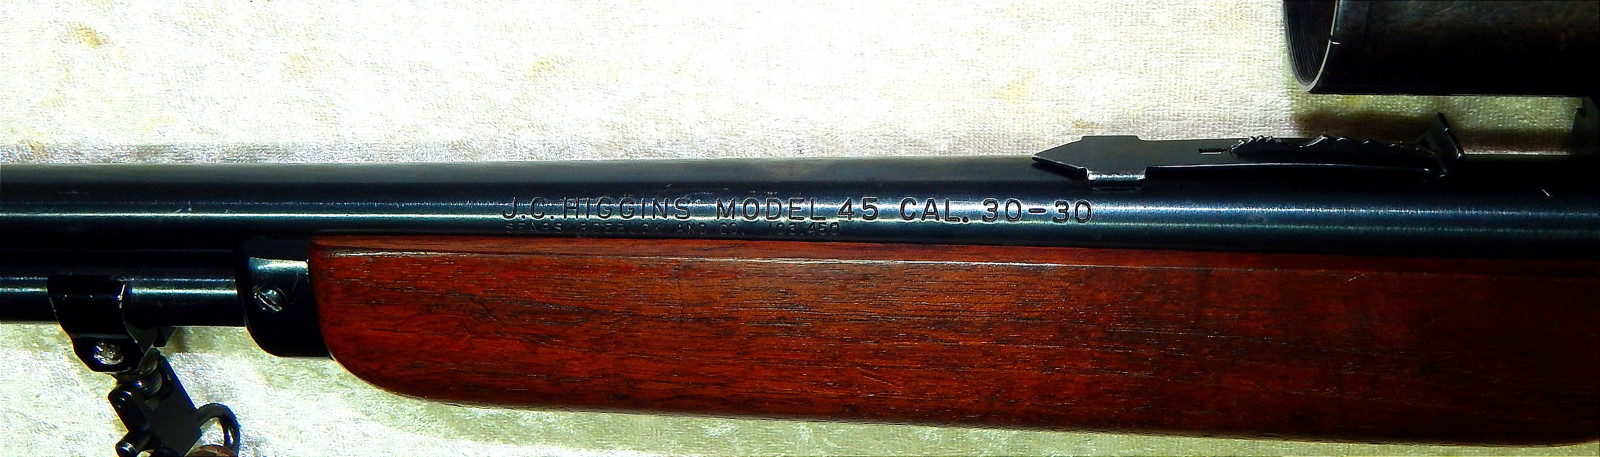 J.C. HIGGINS MODEL 45 CAL. 30-30
SEARS, ROEBUCK AND CO. 103.450